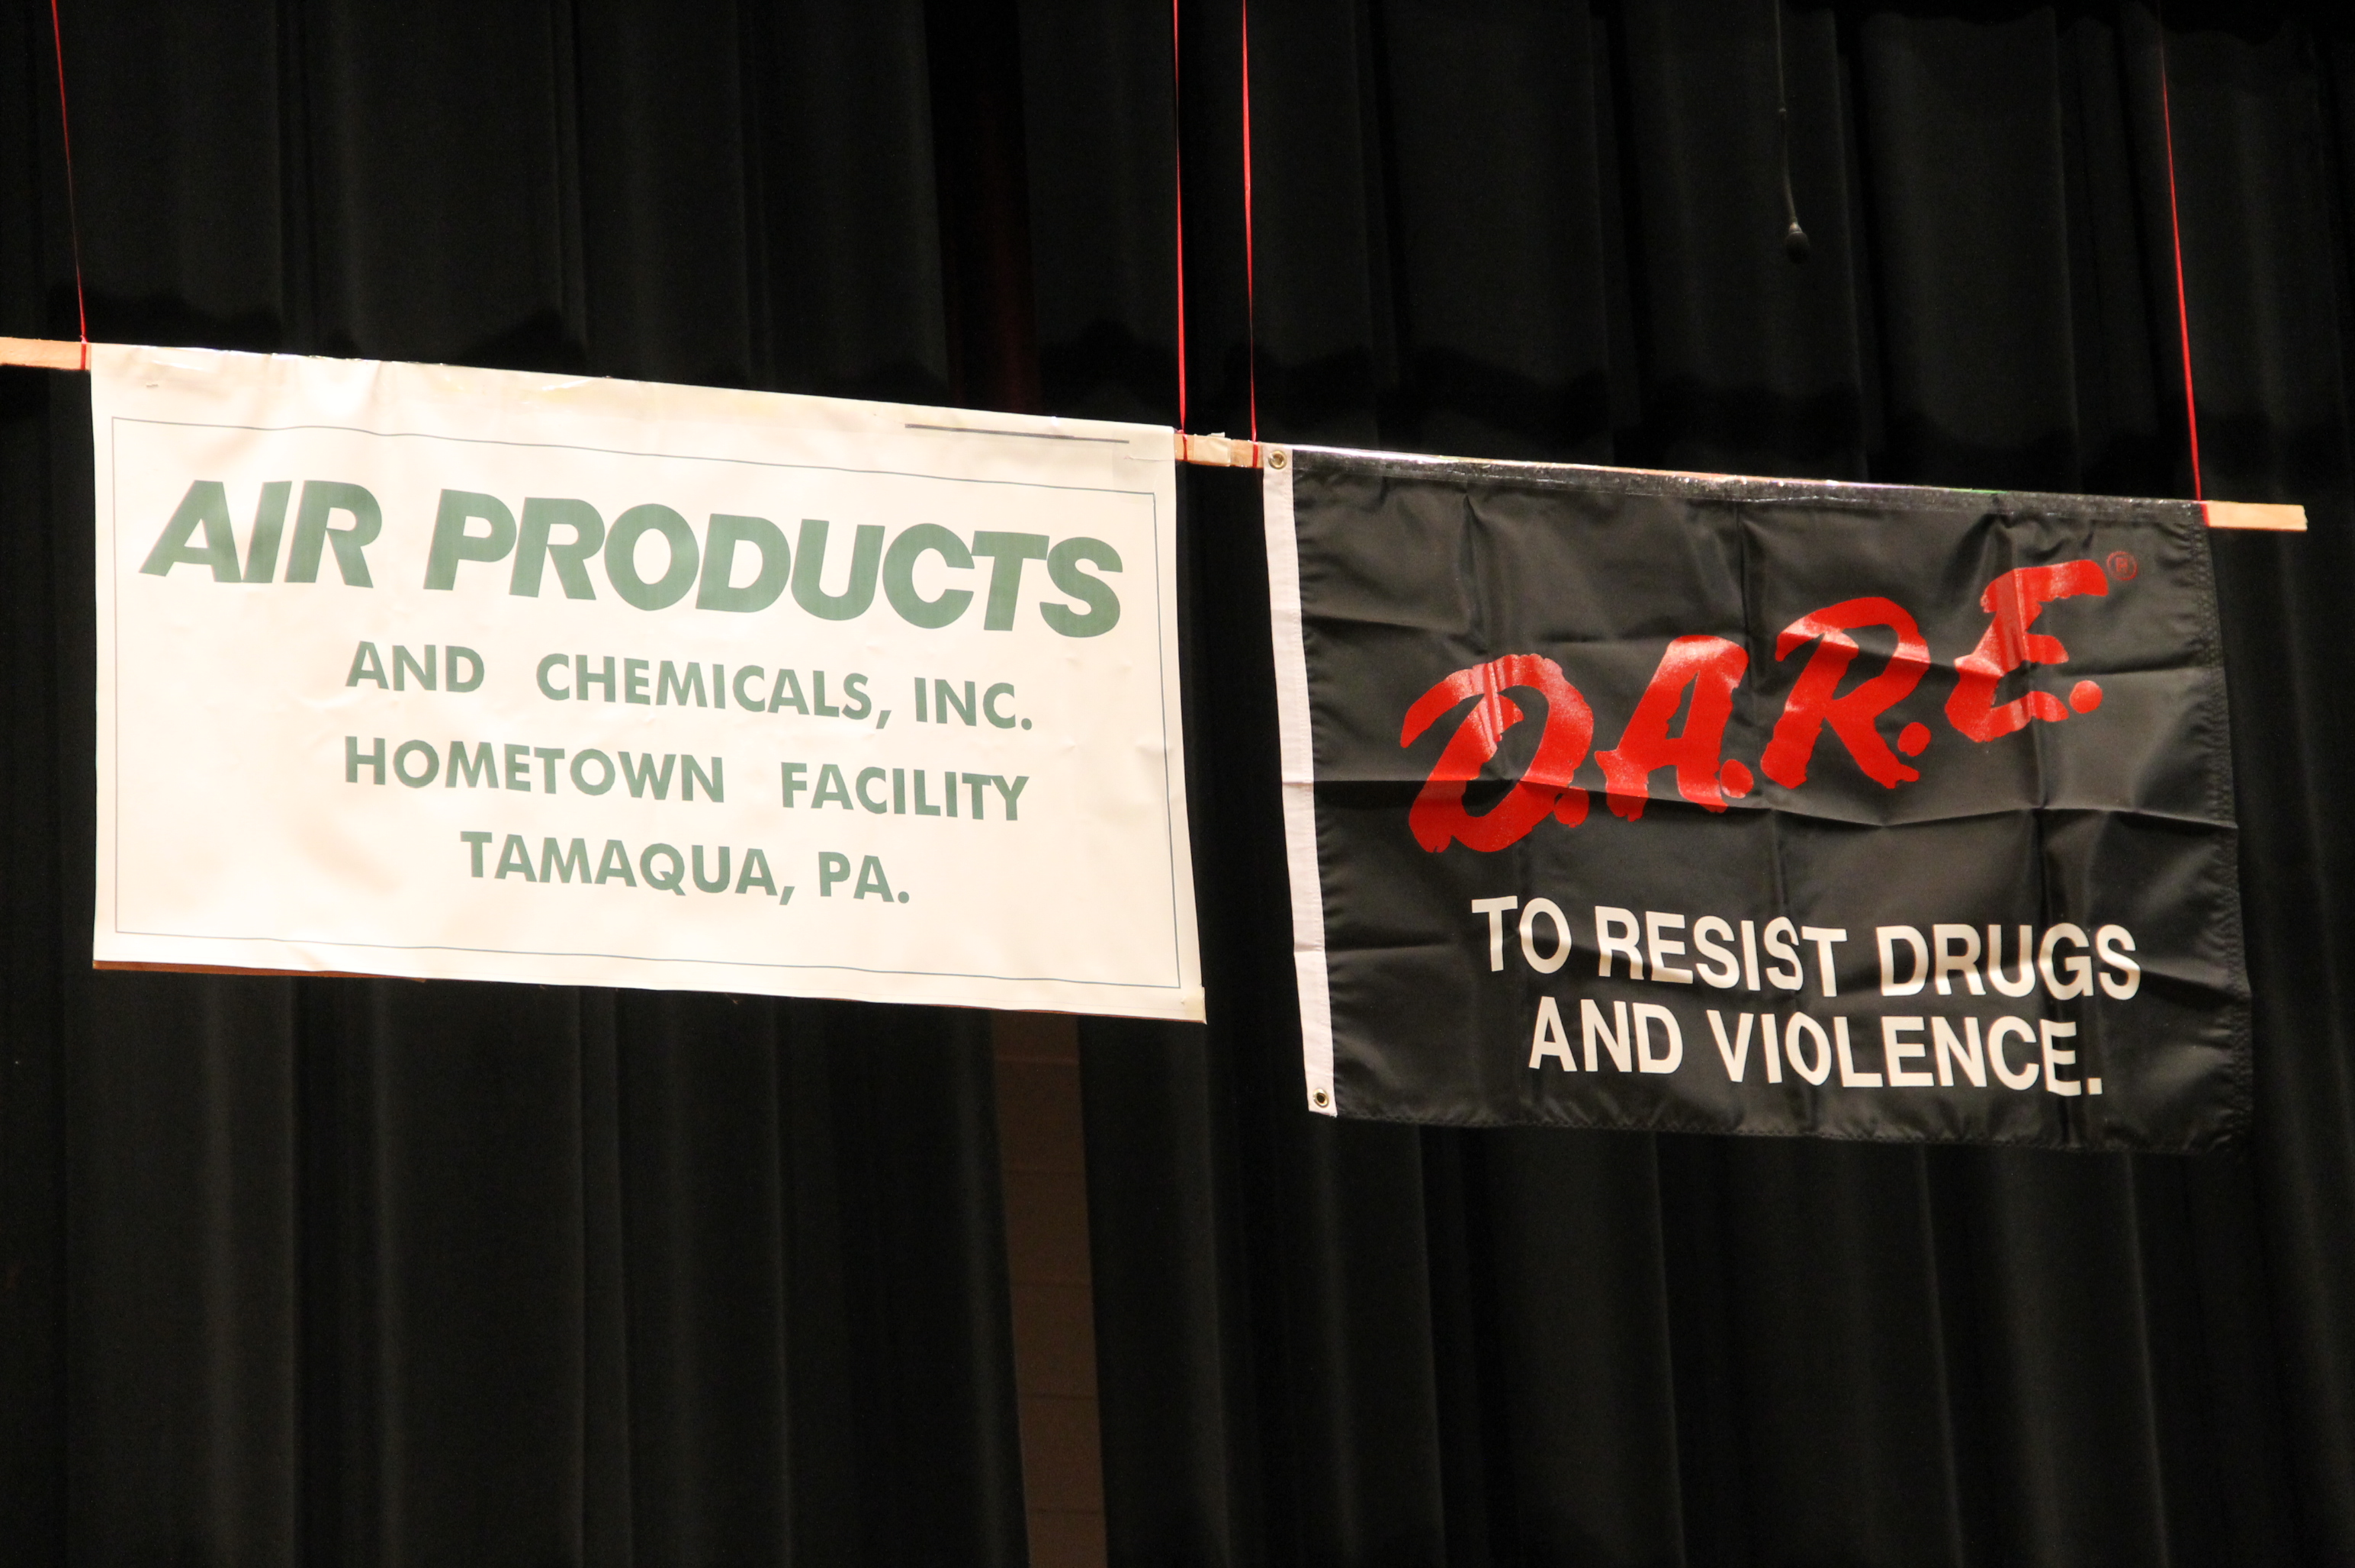 AIR PRODUCTS
AND CHEMICALS, INC.
HOMETOWN FACILITY
TAMAQUA, PA.
D.A.R.E.®
TO RESIST DRUGS
AND VIOLENCE.